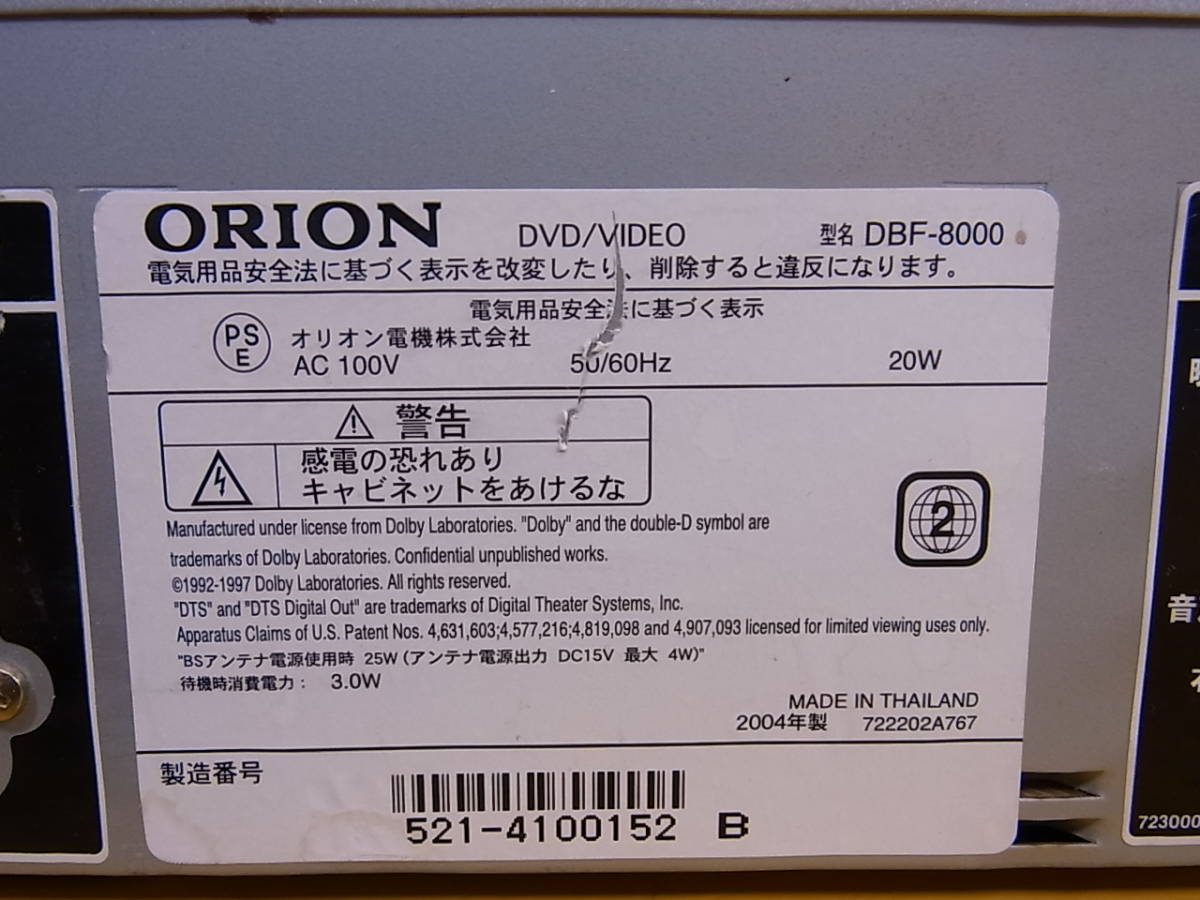 ORION DVD/VIDEO 型名 DBF-8000
電気用品安全法に基づく表示を改変したり、削除すると違反になります。
電気用品安全法に基づく表示
PS
E
オリオン電機株式会社
AC 100V 50/60Hz 20W
警告
感電の恐れあり
キャビネットをあけるな
2
Manufactured under license from Dolby Laboratories. "Dolby" and the double-D symbol are
trademarks of Dolby Laboratories. Confidential unpublished works.
©1992-1997 Dolby Laboratories. All rights reserved.
"DTS" and "DTS Digital Out" are trademarks of Digital Theater Systems, Inc.
Apparatus Claims of U.S. Patent Nos. 4,631,603;4,577,216;4,819,098 and 4,907,093 licensed for limited viewing uses only.
"BSアンテナ電源使用時 25W (アンテナ電源出力 DC15V 最大 4W)"
待機時消費電力: 3.0W
MADE IN THAILAND
2004年製 722202A767
製造番号
521-4100152 B
音
723000